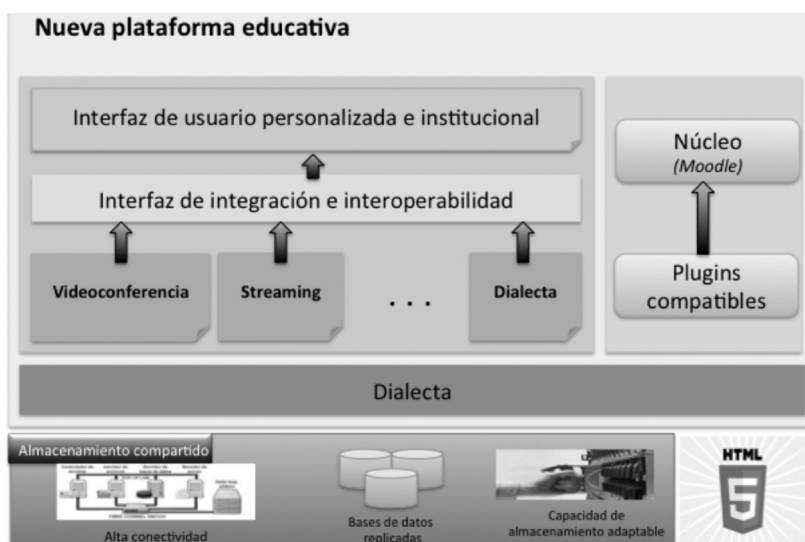 Nueva plataforma educativa
Interfaz de usuario personalizada e institucional
Interfaz de integración e interoperabilidad
Videoconferencia
Streaming
. . .
Dialecta
Núcleo
(Moodle)
Plugins
compatibles
Dialecta
Almacenamiento compartido
Alta conectividad
Bases de datos
replicadas
Capacidad de
almacenamiento adaptable
HTML
5